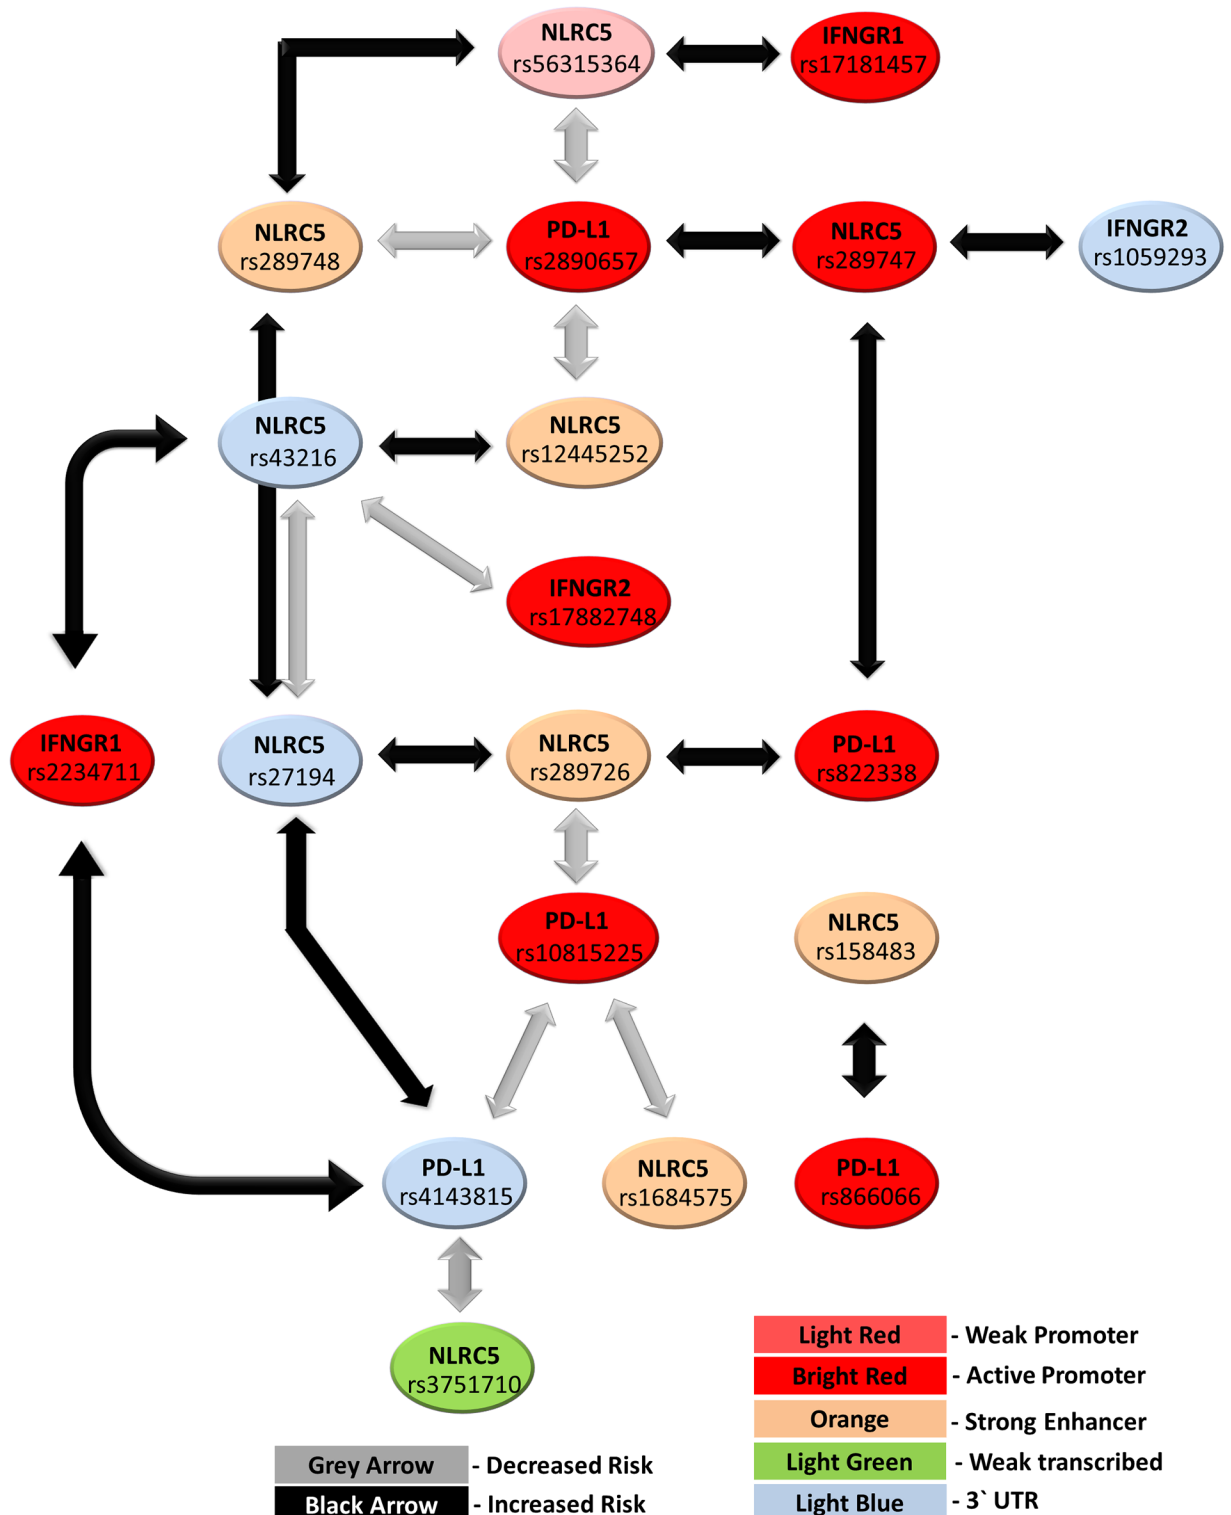 NLRC5
rs56315364
IFNGR1
rs17181457
NLRC5
rs289748
PD-L1
rs2890657
NLRC5
rs289747
IFNGR2
rs1059293
NLRC5
rs43216
NLRC5
rs12445252
IFNGR2
rs17882748
IFNGR1
rs2234711
NLRC5
rs27194
NLRC5
rs289726
PD-L1
rs822338
PD-L1
rs10815225
NLRC5
rs158483
PD-L1
rs4143815
NLRC5
rs1684575
PD-L1
rs866066
NLRC5
rs3751710
Light Red - Weak Promoter
Bright Red - Active Promoter
Orange - Strong Enhancer
Light Green - Weak transcribed
Light Blue - 3` UTR
Grey Arrow - Decreased Risk
Black Arrow - Increased Risk